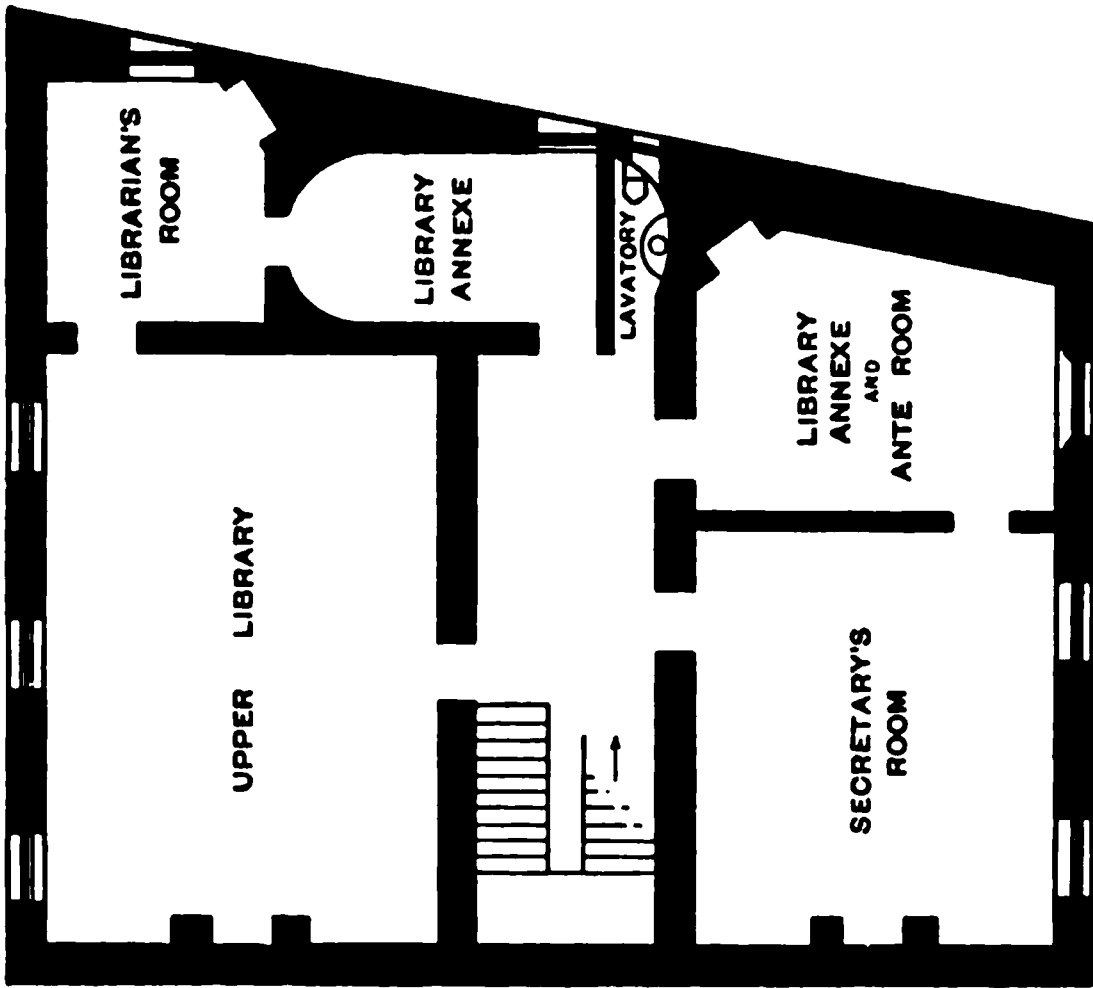 LIBRARIAN'S
ROOM
LIBRARY
ANNEXE
LAVATORY
LIBRARY
ANNEXE
AND
ANTE ROOM
UPPER LIBRARY
SECRETARY'S
ROOM